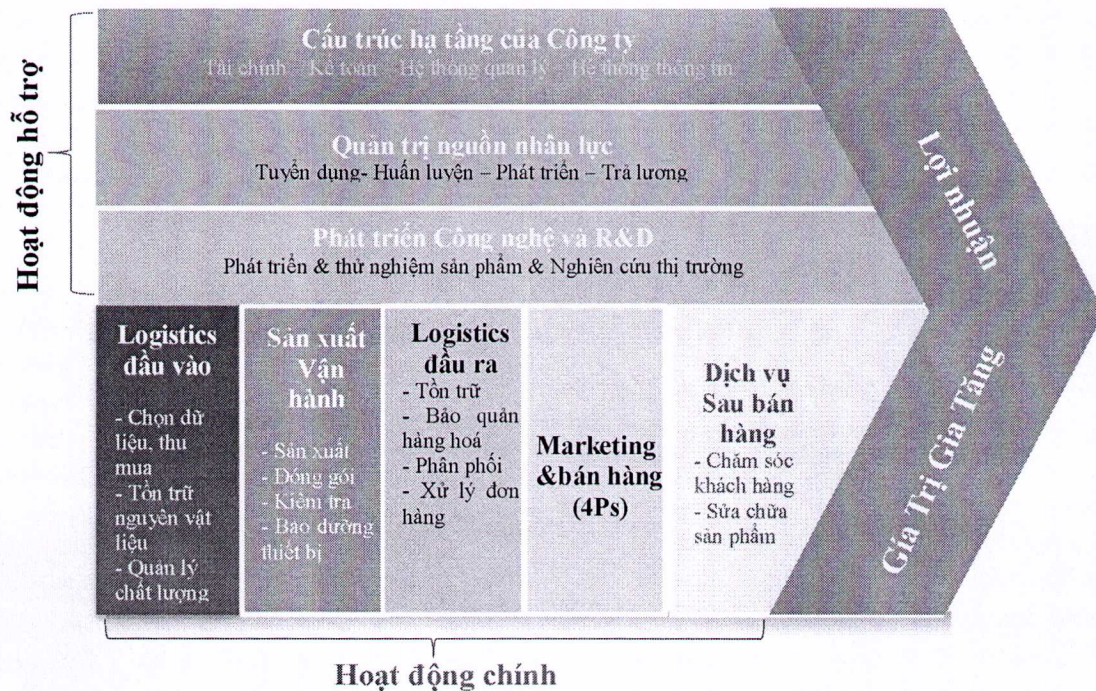 Hoạt động hỗ trợ
Cấu trúc hạ tầng của Công ty
Tài chính – Kế toán – Hệ thống quản lý – Hệ thống thông tin
Quản trị nguồn nhân lực
Tuyển dụng- Huấn luyện – Phát triển – Trả lương
Phát triển Công nghệ và R&D
Phát triển & thử nghiệm sản phẩm & Nghiên cứu thị trường
Logistics
đầu vào
- Chọn dữ
liệu, thu
mua
- Tồn trữ
nguyên vật
liệu
- Quản lý
chất lượng
Sản xuất
Vận
hành
- Sản xuất
- Đóng gói
- Kiểm tra
- Bảo dưỡng
thiết bị
Logistics
đầu ra
- Tồn trữ
- Bảo quản
hàng hoá
- Phân phối
- Xử lý đơn
hàng
Marketing
&bán hàng
(4Ps)
Dịch vụ
Sau bán
hàng
- Chăm sóc
khách hàng
- Sửa chữa
sản phẩm
Lợi nhuận
Gía Trị Gia Tăng
Hoạt động chính